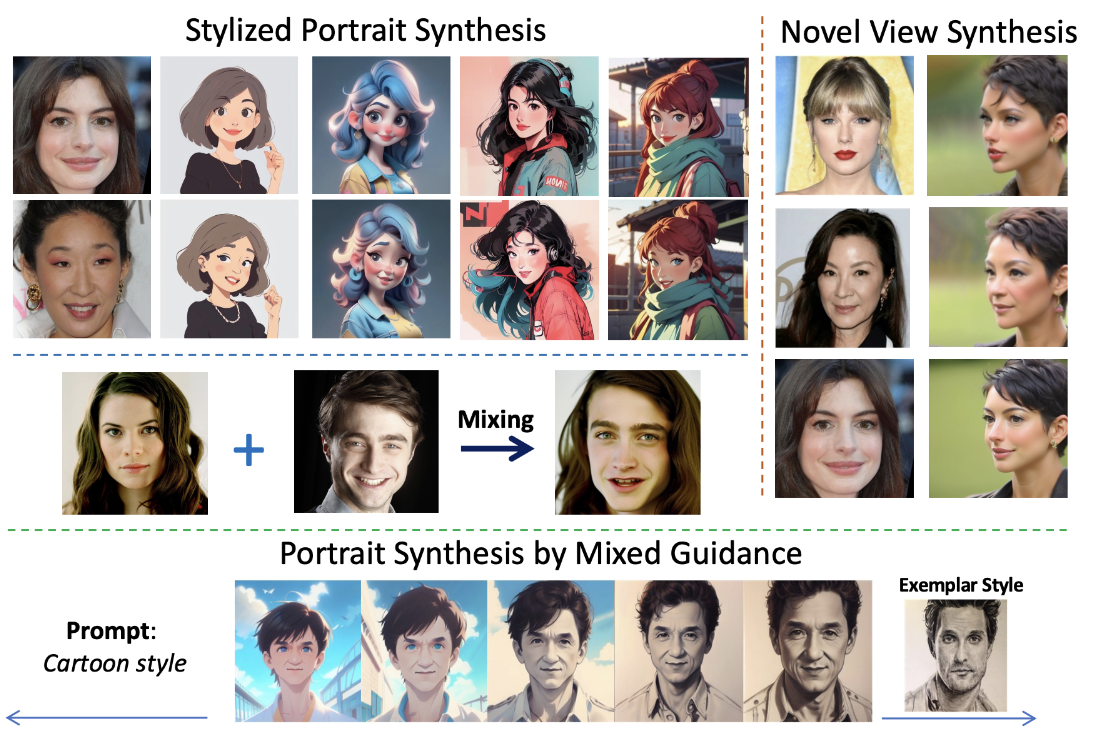 Stylized Portrait Synthesis
Novel View Synthesis
Mixing
Portrait Synthesis by Mixed Guidance
Prompt:
Cartoon style
Exemplar Style